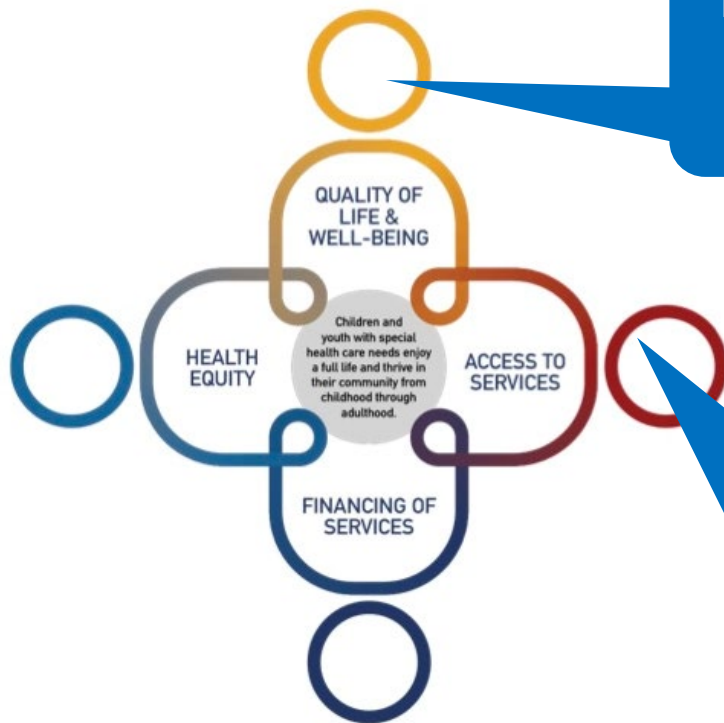 QUALITY OF
LIFE &
WELL-BEING
HEALTH
EQUITY
Children and
youth with special
health care needs enjoy
a full life and thrive in
their community from
childhood through
adulthood.
ACCESS TO
SERVICES
FINANCING OF
SERVICES